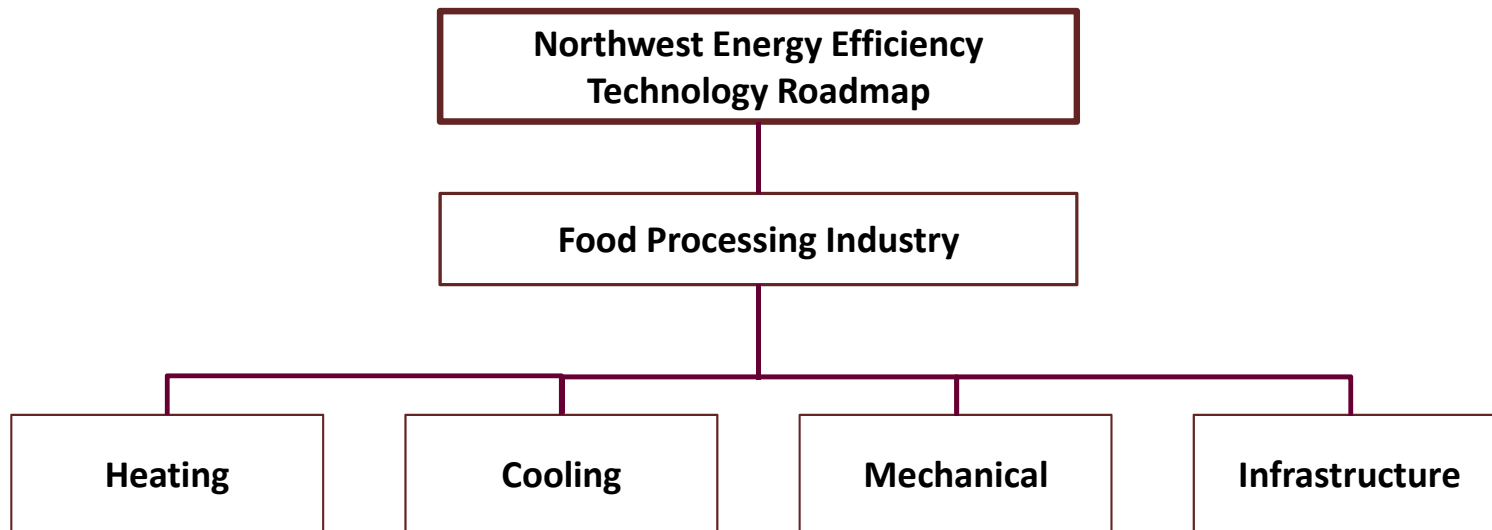 Northwest Energy Efficiency
Technology Roadmap
Food Processing Industry
Heating
Cooling
Mechanical
Infrastructure